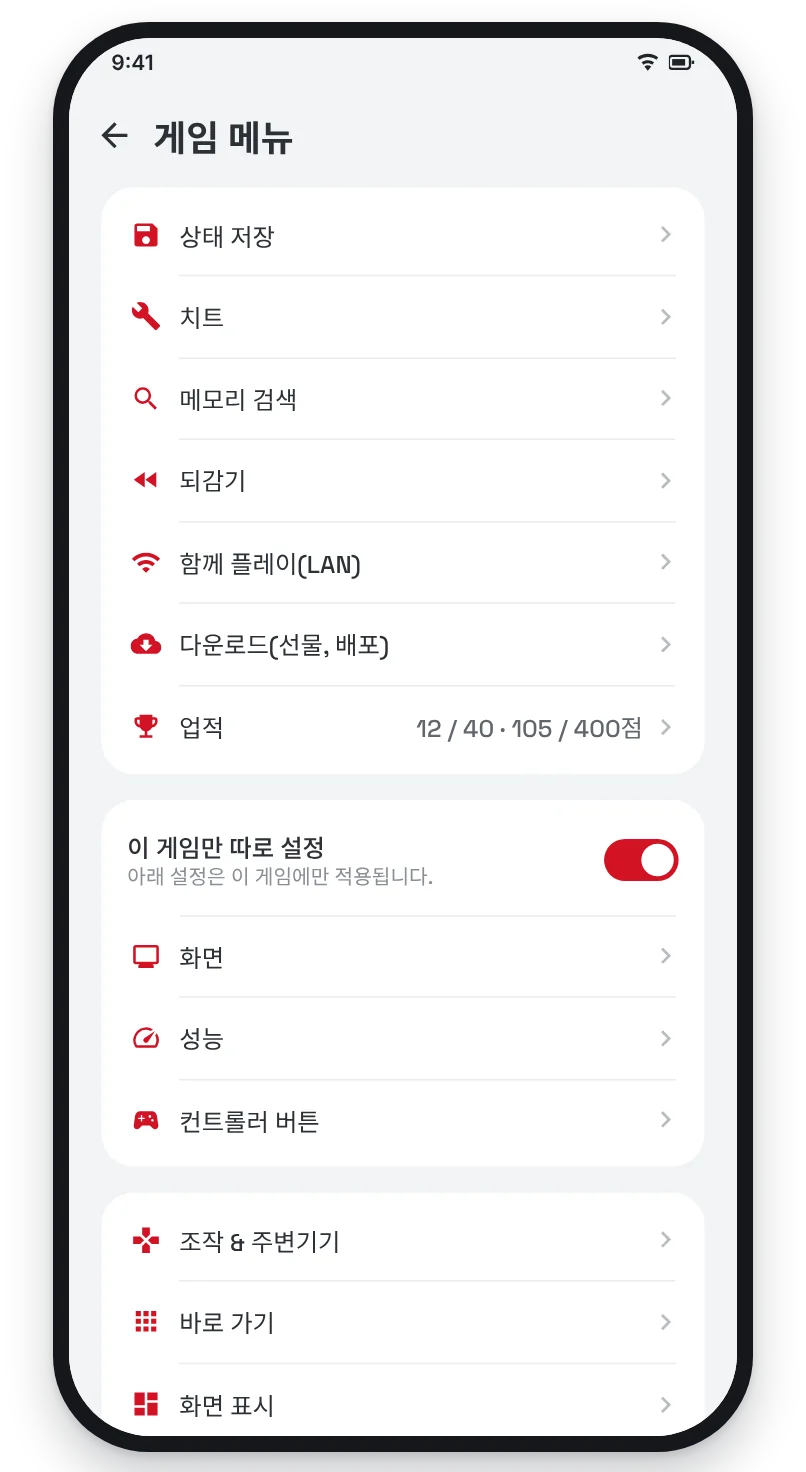 9:41
게임 메뉴
상태 저장
치트
메모리 검색
되감기
함께 플레이(LAN)
다운로드(선물, 배포)
업적 12 / 40 · 105 / 400점
이 게임만 따로 설정
아래 설정은 이 게임에만 적용됩니다.
화면
성능
컨트롤러 버튼
조작 & 주변기기
바로 가기
화면 표시